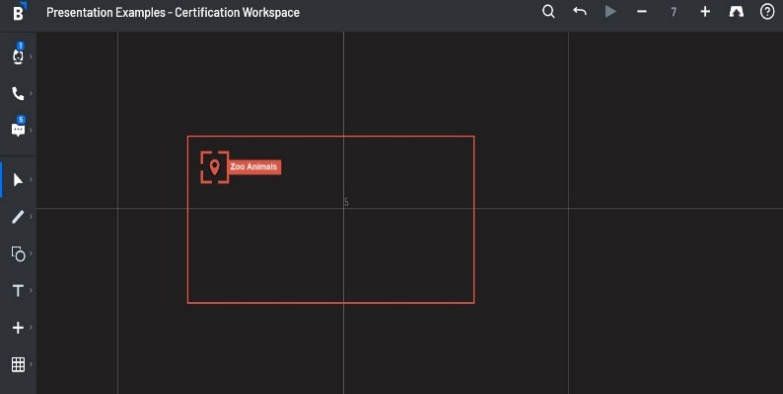 B Presentation Examples - Certification Workspace
7
1
5
T
Zoo Animals
5